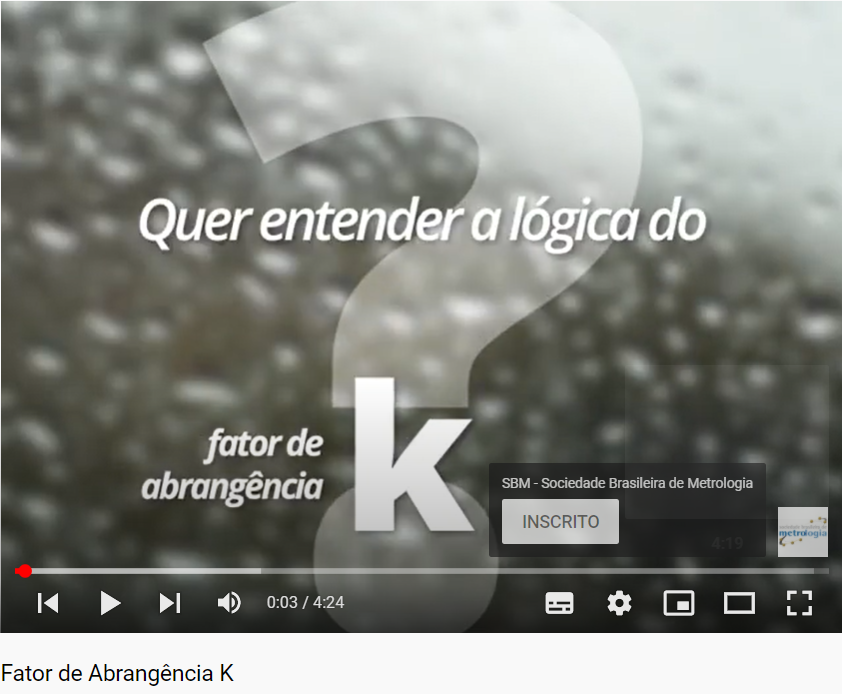 Quer entender a lógica do
fator de
abrangência
k
SBM - Sociedade Brasileira de Metrologia
INSCRITO
4:19
metrologia
0:03 / 4:24
Fator de Abrangência K